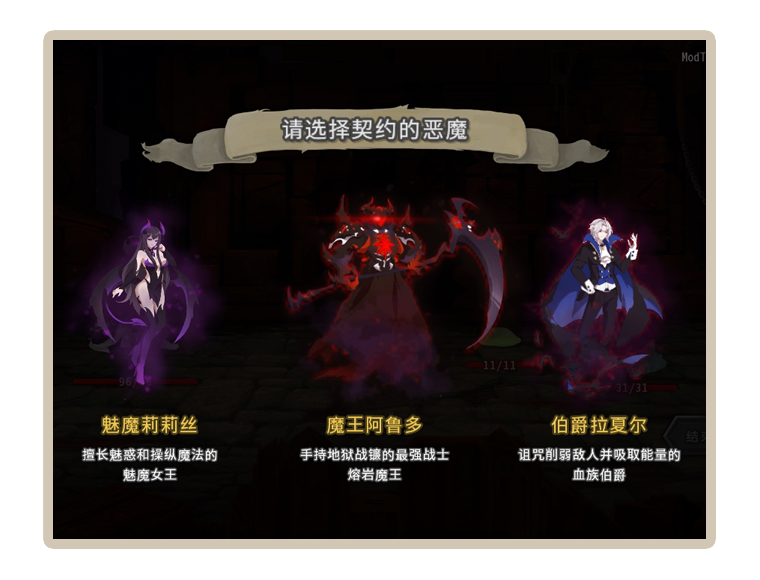 ModT
请选择契约的恶魔
96
11/11
31/31
魅魔莉莉丝
魔王阿鲁多
伯爵拉夏尔
擅长魅惑和操纵魔法的
魅魔女王
手持地狱战镰的最强战士
熔岩魔王
诅咒削弱敌人并吸取能量的
血族伯爵